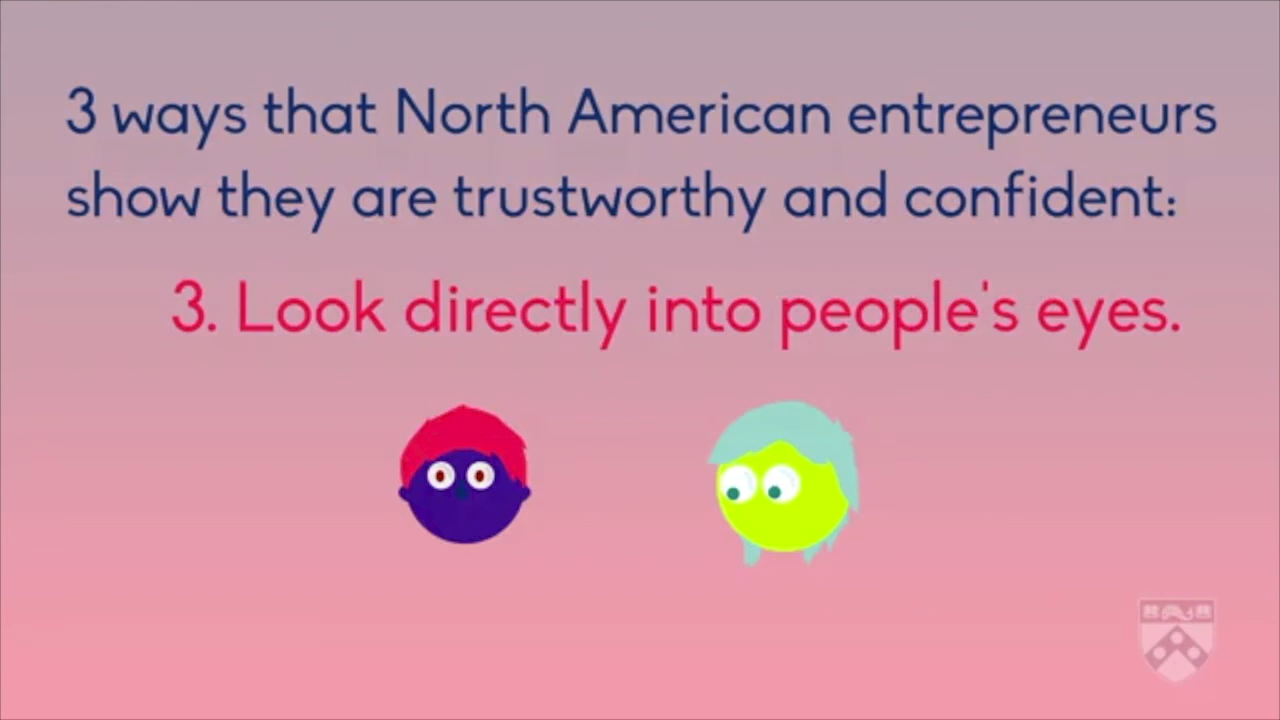 3 ways that North American entrepreneurs
show they are trustworthy and confident:
3. Look directly into people's eyes.